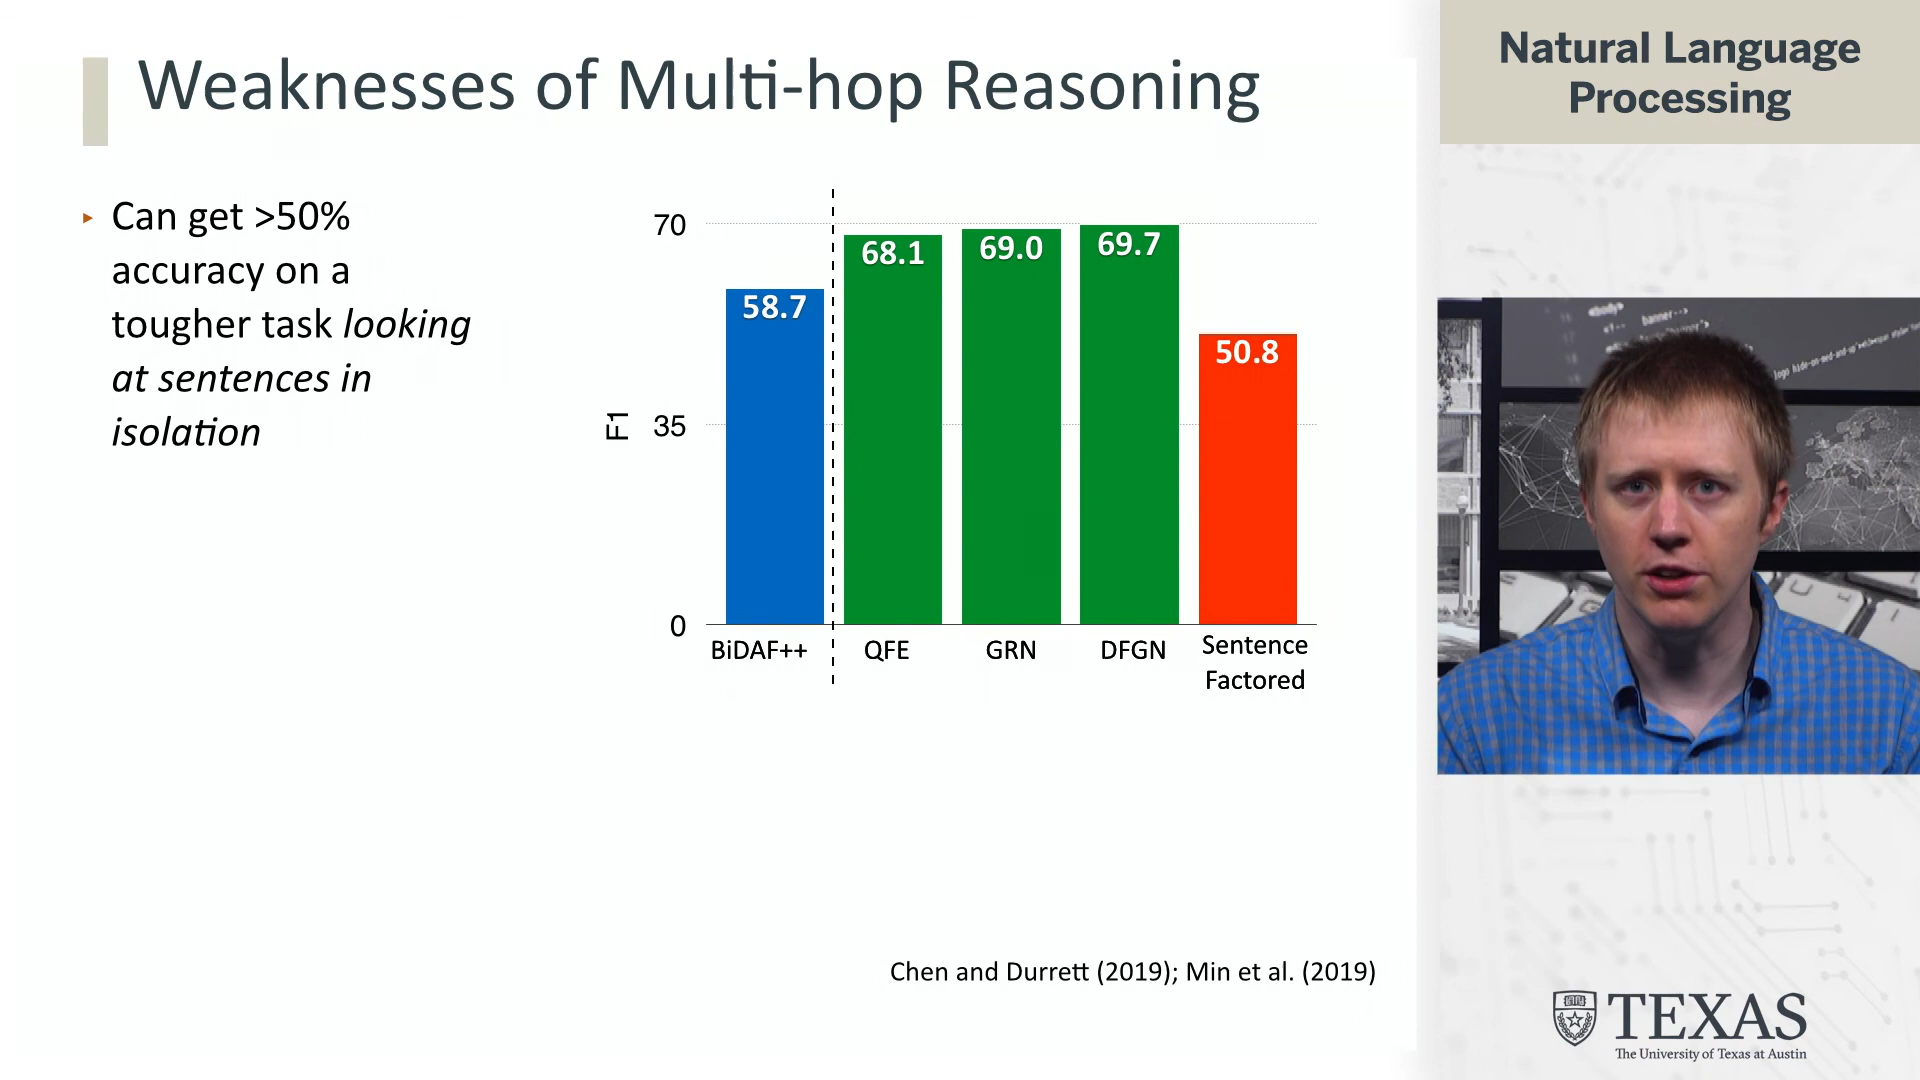 Weaknesses of Multi-hop Reasoning
▸ Can get >50%
accuracy on a
tougher task looking
at sentences in
isolation
F1
70
35
0
58.7
68.1
69.0
69.7
50.8
BiDAF++
QFE
GRN
DFGN
Sentence
Factored
Chen and Durrett (2019); Min et al. (2019)
Natural Language
Processing
<body>
banner-->
TEXAS
The University of Texas at Austin